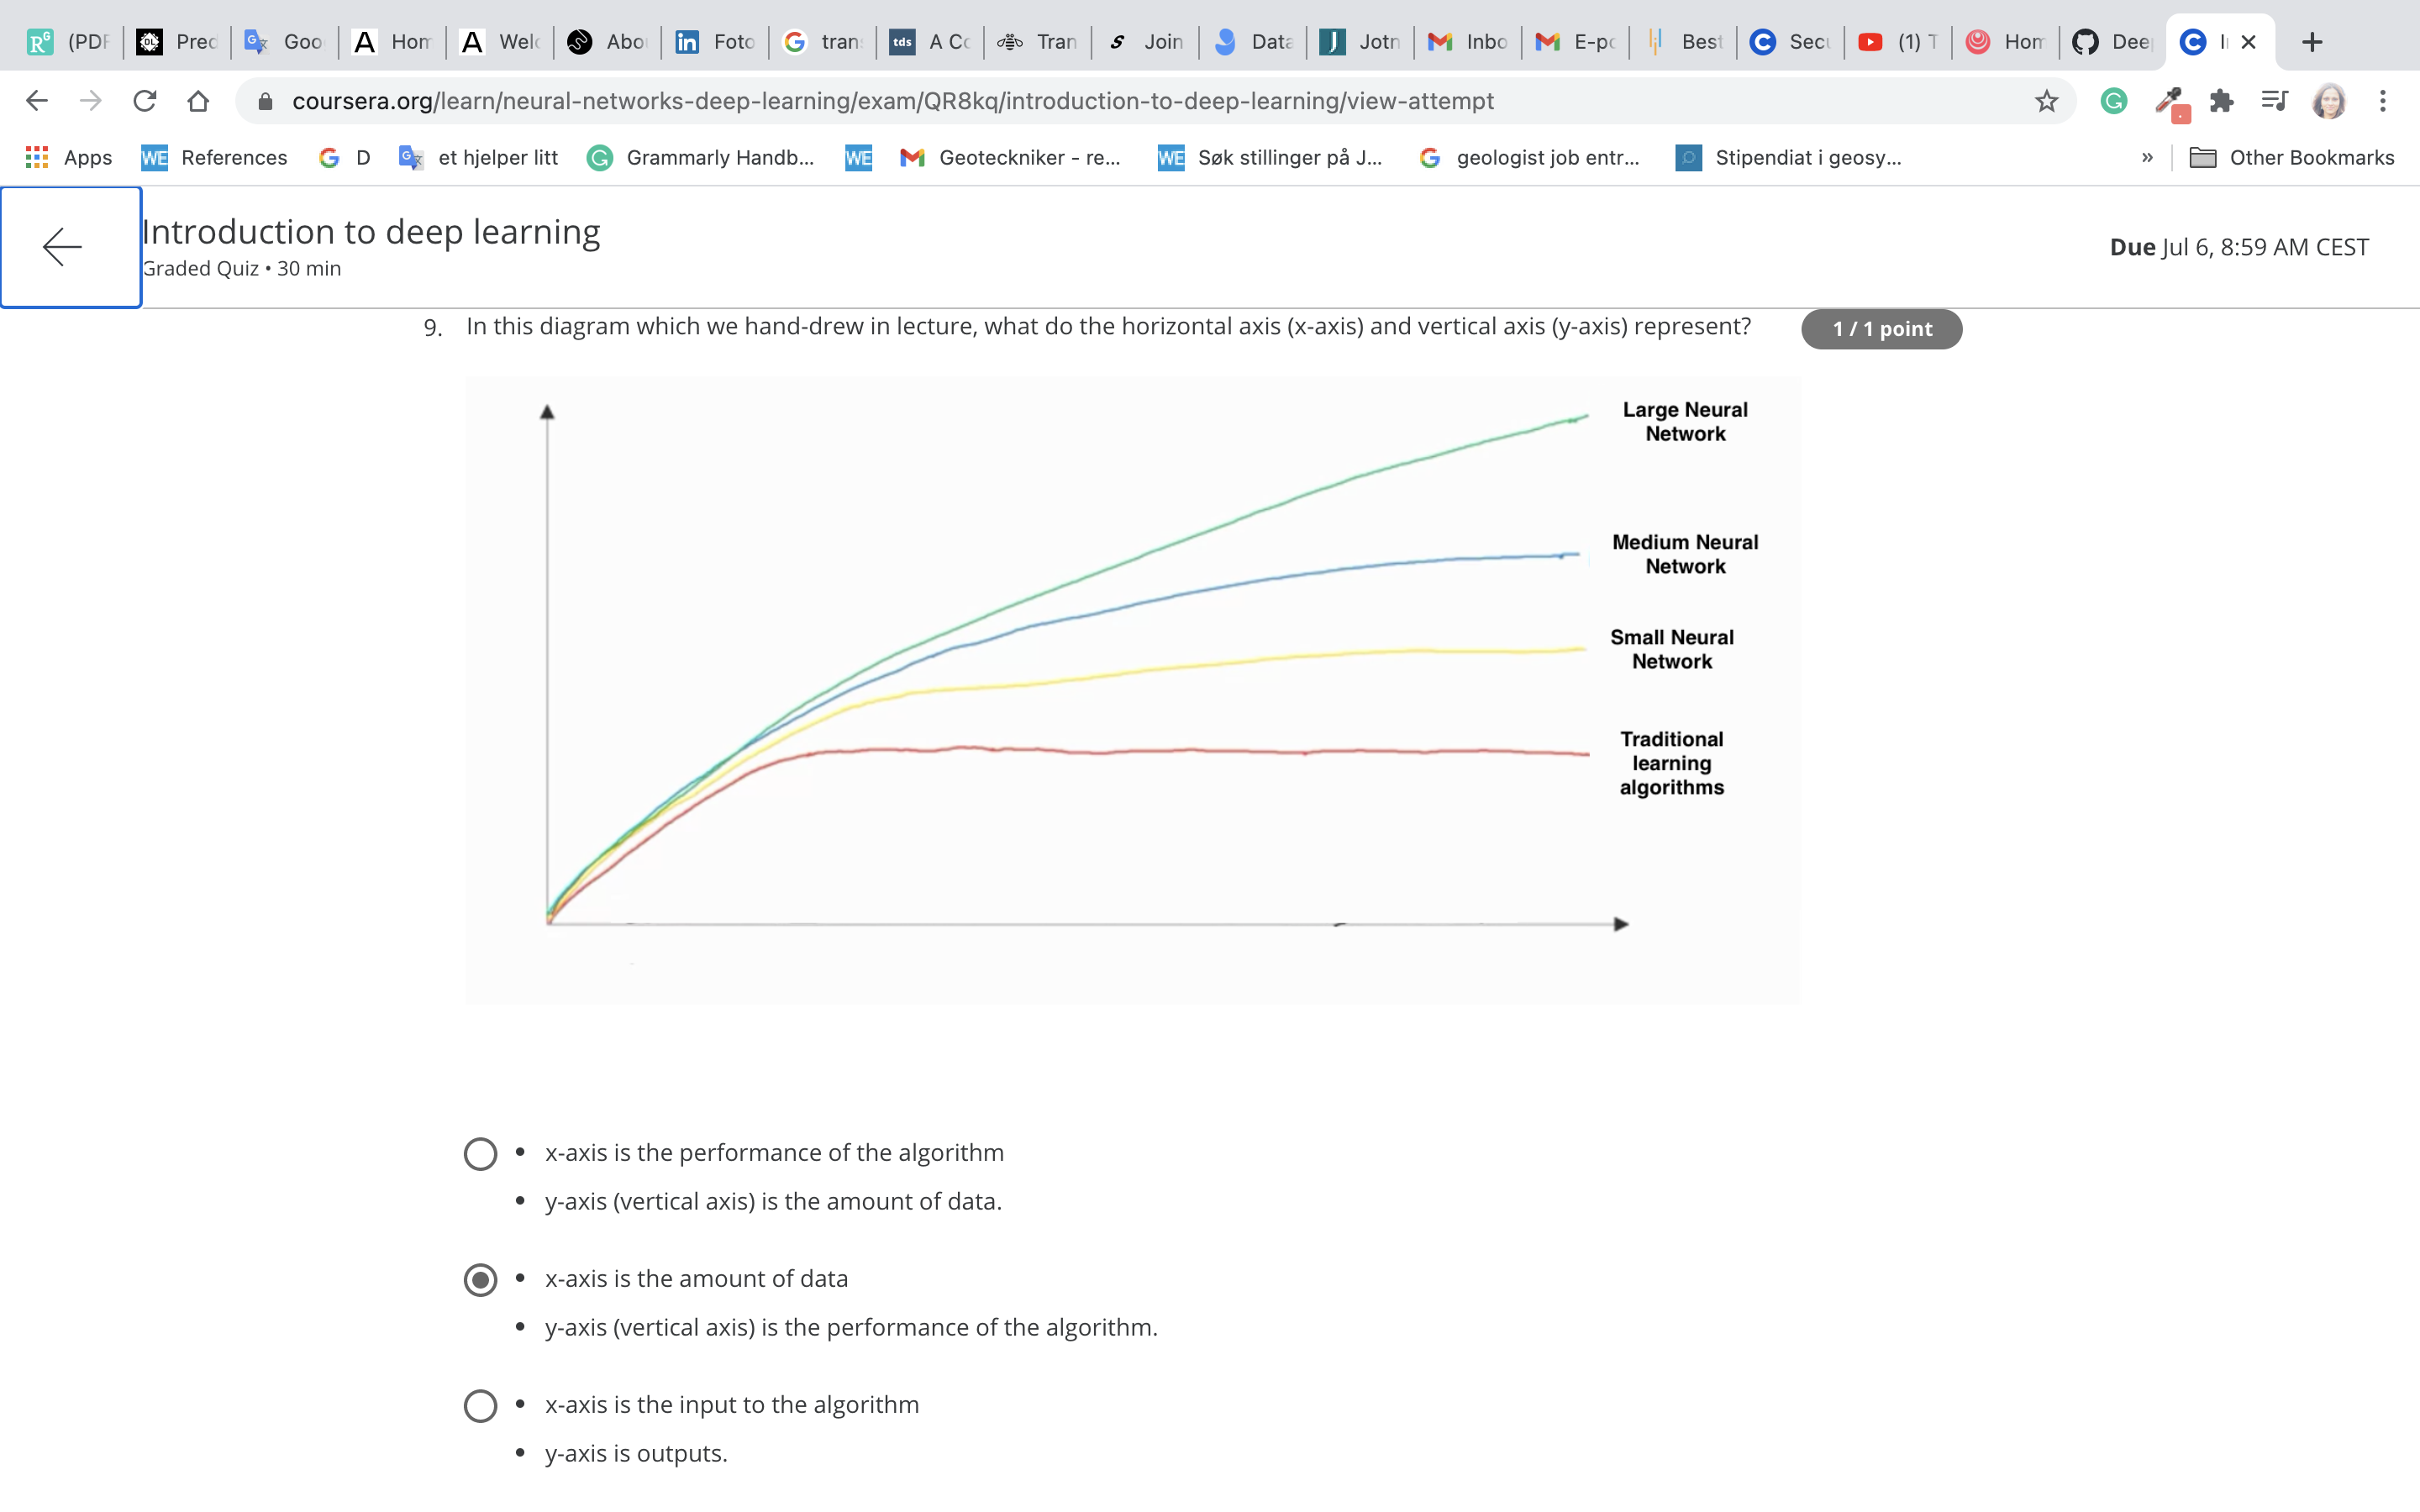 (PDF Pred Goo Hom Welc Abo Foto tran A Co Tran Join Data Jotn Inbo E-po Best Secu (1) T Hom Dee
coursera.org/learn/neural-networks-deep-learning/exam/QR8kq/introduction-to-deep-learning/view-attempt
Apps References D et hjelper litt Grammarly Handb... Geoteckniker - re... Søk stillinger på J... geologist job entr... Stipendiat i geosy... » Other Bookmarks
Introduction to deep learning
Graded Quiz • 30 min
Due Jul 6, 8:59 AM CEST
9. In this diagram which we hand-drew in lecture, what do the horizontal axis (x-axis) and vertical axis (y-axis) represent?
1 / 1 point
Large Neural
Network
Medium Neural
Network
Small Neural
Network
Traditional
learning
algorithms
• x-axis is the performance of the algorithm
• y-axis (vertical axis) is the amount of data.
• x-axis is the amount of data
• y-axis (vertical axis) is the performance of the algorithm.
• x-axis is the input to the algorithm
• y-axis is outputs.